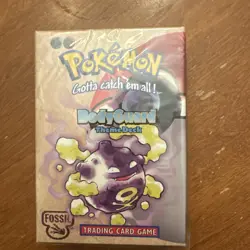 POKéMON
Gotta catch 'em all!
BodyGuard
Theme Deck
FOSSIL
TRADING CARD GAME